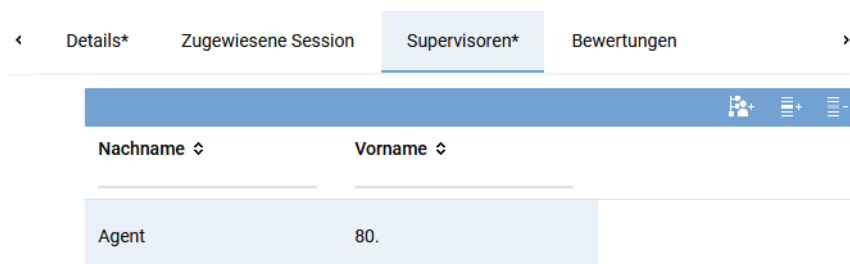 Details* Zugewiesene Session Supervisoren* Bewertungen
Nachname Vorname
Agent 80.